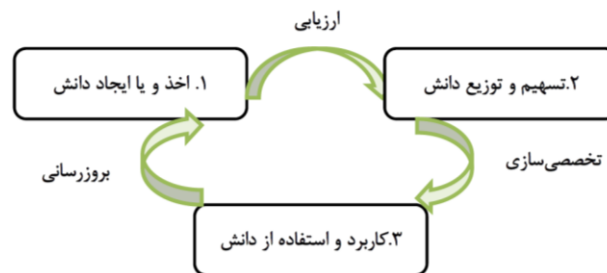 ارزیابی
۱. اخذ و یا ایجاد دانش
۲.تسهیم و توزیع دانش
بروزرسانی
تخصصی‌سازی
۳.کاربرد و استفاده از دانش